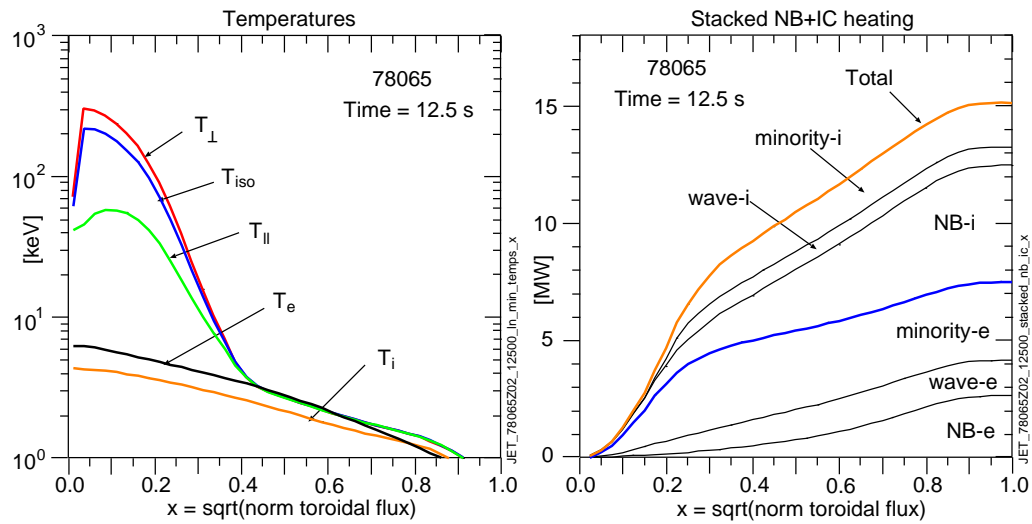 Temperatures
10³
10²
10¹
10⁰
[keV]
78065
Time = 12.5 s
T⊥
Tiso
T||
Te
Ti
0.0 0.2 0.4 0.6 0.8 1.0
x = sqrt(norm toroidal flux)
JET_78065Z02_12500_ln_min_temps_x
Stacked NB+IC heating
15
10
5
0
[MW]
78065
Time = 12.5 s
Total
minority-i
wave-i
NB-i
minority-e
wave-e
NB-e
0.0 0.2 0.4 0.6 0.8 1.0
x = sqrt(norm toroidal flux)
JET_78065Z02_12500_stacked_nb_ic_x